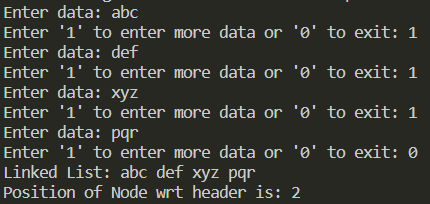 Enter data: abc
Enter '1' to enter more data or '0' to exit: 1
Enter data: def
Enter '1' to enter more data or '0' to exit: 1
Enter data: xyz
Enter '1' to enter more data or '0' to exit: 1
Enter data: pqr
Enter '1' to enter more data or '0' to exit: 0
Linked List: abc def xyz pqr
Position of Node wrt header is: 2